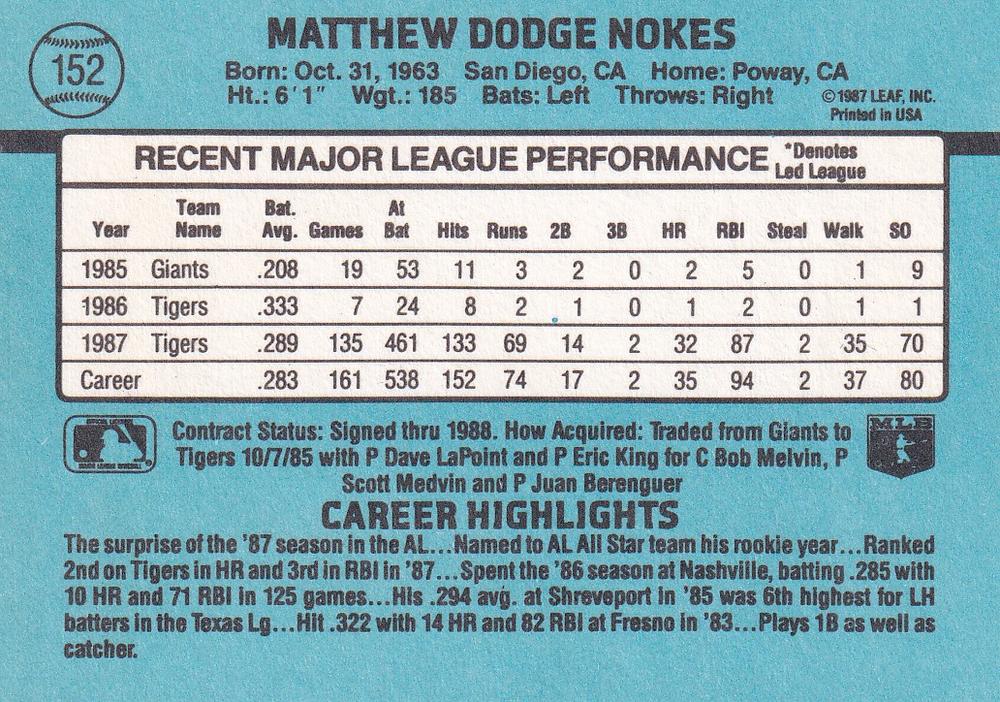 152
MATTHEW DODGE NOKES
Born: Oct. 31, 1963 San Diego, CA Home: Poway, CA
Ht.: 6'1" Wgt.: 185 Bats: Left Throws: Right
©1987 LEAF, INC.
Printed in USA
RECENT MAJOR LEAGUE PERFORMANCE *Denotes
Led League
Year Team Name Bat. Avg. Games At Bat Hits Runs 2B 3B HR RBI Steal Walk SO
1985 Giants .208 19 53 11 3 2 0 2 5 0 1 9
1986 Tigers .333 7 24 8 2 1 0 1 2 0 1 1
1987 Tigers .289 135 461 133 69 14 2 32 87 2 35 70
Career .283 161 538 152 74 17 2 35 94 2 37 80
MLB
Contract Status: Signed thru 1988. How Acquired: Traded from Giants to
Tigers 10/7/85 with P Dave LaPoint and P Eric King for C Bob Melvin, P
Scott Medvin and P Juan Berenguer
CAREER HIGHLIGHTS
The surprise of the '87 season in the AL...Named to AL All Star team his rookie year...Ranked
2nd on Tigers in HR and 3rd in RBI in '87...Spent the '86 season at Nashville, batting .285 with
10 HR and 71 RBI in 125 games...His .294 avg. at Shreveport in '85 was 6th highest for LH
batters in the Texas Lg...Hit .322 with 14 HR and 82 RBI at Fresno in '83...Plays 1B as well as
catcher.